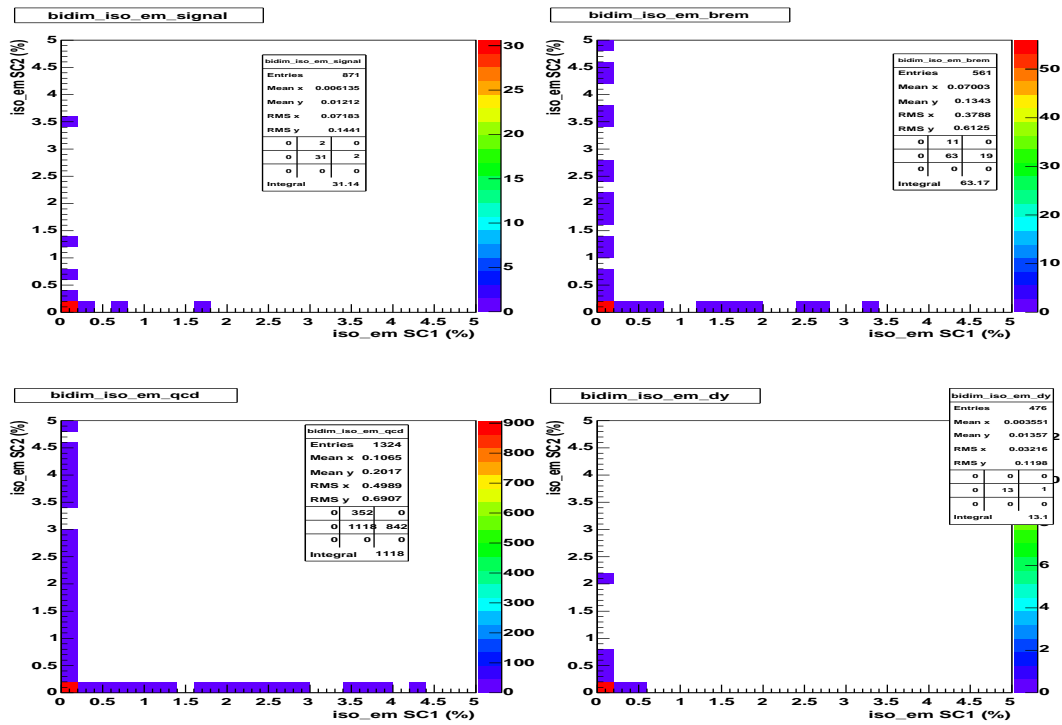 bidim_iso_em_signal
iso_em SC2 (%)
5
4.5
4
3.5
3
2.5
2
1.5
1
0.5
0
0 0.5 1 1.5 2 2.5 3 3.5 4 4.5 5
iso_em SC1 (%)
bidim_iso_em_signal
Entries 871
Mean x 0.006135
Mean y 0.01212
RMS x 0.07183
RMS y 0.1441
0 2 0
0 31 2
0 0 0
Integral 31.14
30
25
20
15
10
5
0
bidim_iso_em_brem
iso_em SC2 (%)
5
4.5
4
3.5
3
2.5
2
1.5
1
0.5
0
0 0.5 1 1.5 2 2.5 3 3.5 4 4.5 5
iso_em SC1 (%)
bidim_iso_em_brem
Entries 561
Mean x 0.07003
Mean y 0.1343
RMS x 0.3788
RMS y 0.6125
0 11 0
0 63 19
0 0 0
Integral 63.17
50
40
30
20
10
0
bidim_iso_em_qcd
iso_em SC2 (%)
5
4.5
4
3.5
3
2.5
2
1.5
1
0.5
0
0 0.5 1 1.5 2 2.5 3 3.5 4 4.5 5
iso_em SC1 (%)
bidim_iso_em_qcd
Entries 1324
Mean x 0.1065
Mean y 0.2017
RMS x 0.4989
RMS y 0.6907
0 352 0
0 1118 842
0 0 0
Integral 1118
900
800
700
600
500
400
300
200
100
0
bidim_iso_em_dy
iso_em SC2 (%)
5
4.5
4
3.5
3
2.5
2
1.5
1
0.5
0
0 0.5 1 1.5 2 2.5 3 3.5 4 4.5 5
iso_em SC1 (%)
bidim_iso_em_dy
Entries 476
Mean x 0.003551
Mean y 0.01357
RMS x 0.03216
RMS y 0.1198
0 0 0
0 13 1
0 0 0
Integral 13.1
2
0
8
6
4
2
0